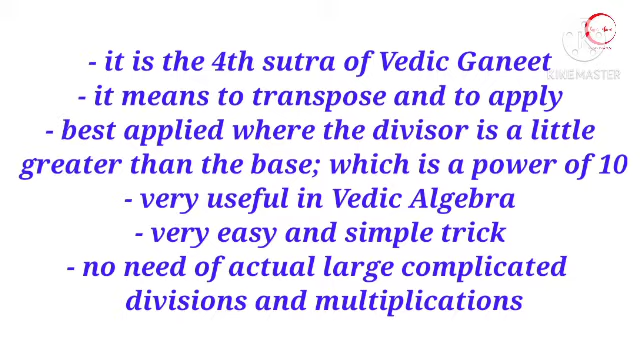 KINEMASTER
- it is the 4th sutra of Vedic Ganeet
- it means to transpose and to apply
- best applied where the divisor is a little
greater than the base; which is a power of 10
- very useful in Vedic Algebra
- very easy and simple trick
- no need of actual large complicated
divisions and multiplications